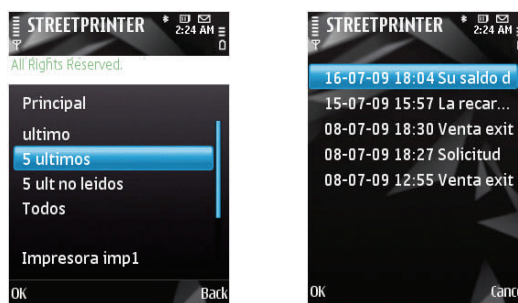 STREETPRINTER
2:24 AM
All Rights Reserved.
Principal
ultimo
5 ultimos
5 ult no leidos
Todos
Impresora imp1
OK Back
STREETPRINTER
2:24 AM
16-07-09 18:04 Su saldo d
15-07-09 15:57 La recar...
08-07-09 18:30 Venta exit
08-07-09 18:27 Solicitud
08-07-09 12:55 Venta exit
OK Cance